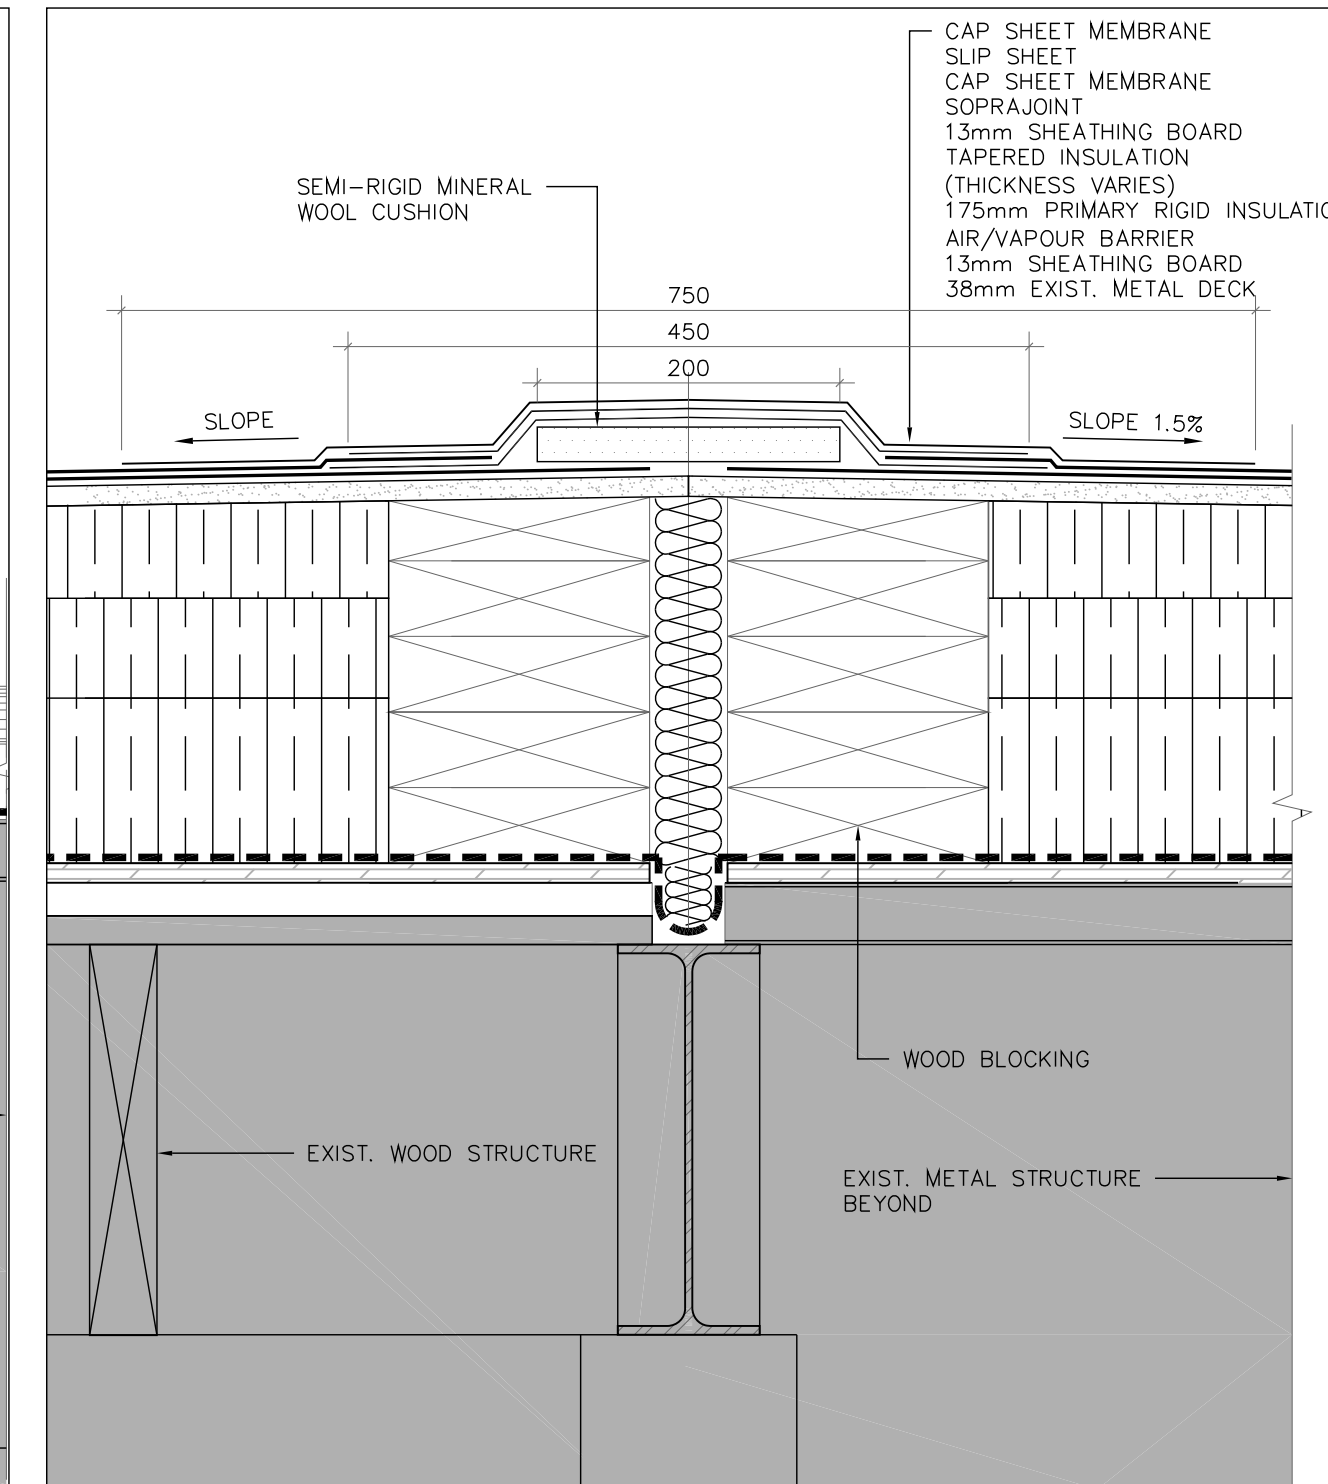 CAP SHEET MEMBRANE
SLIP SHEET
CAP SHEET MEMBRANE
SOPRAJOINT
13mm SHEATHING BOARD
TAPERED INSULATION
(THICKNESS VARIES)
175mm PRIMARY RIGID INSULATIO
AIR/VAPOUR BARRIER
13mm SHEATHING BOARD
38mm EXIST. METAL DECK
SEMI-RIGID MINERAL
WOOL CUSHION
750
450
200
SLOPE
SLOPE 1.5%
WOOD BLOCKING
EXIST. WOOD STRUCTURE
EXIST. METAL STRUCTURE
BEYOND